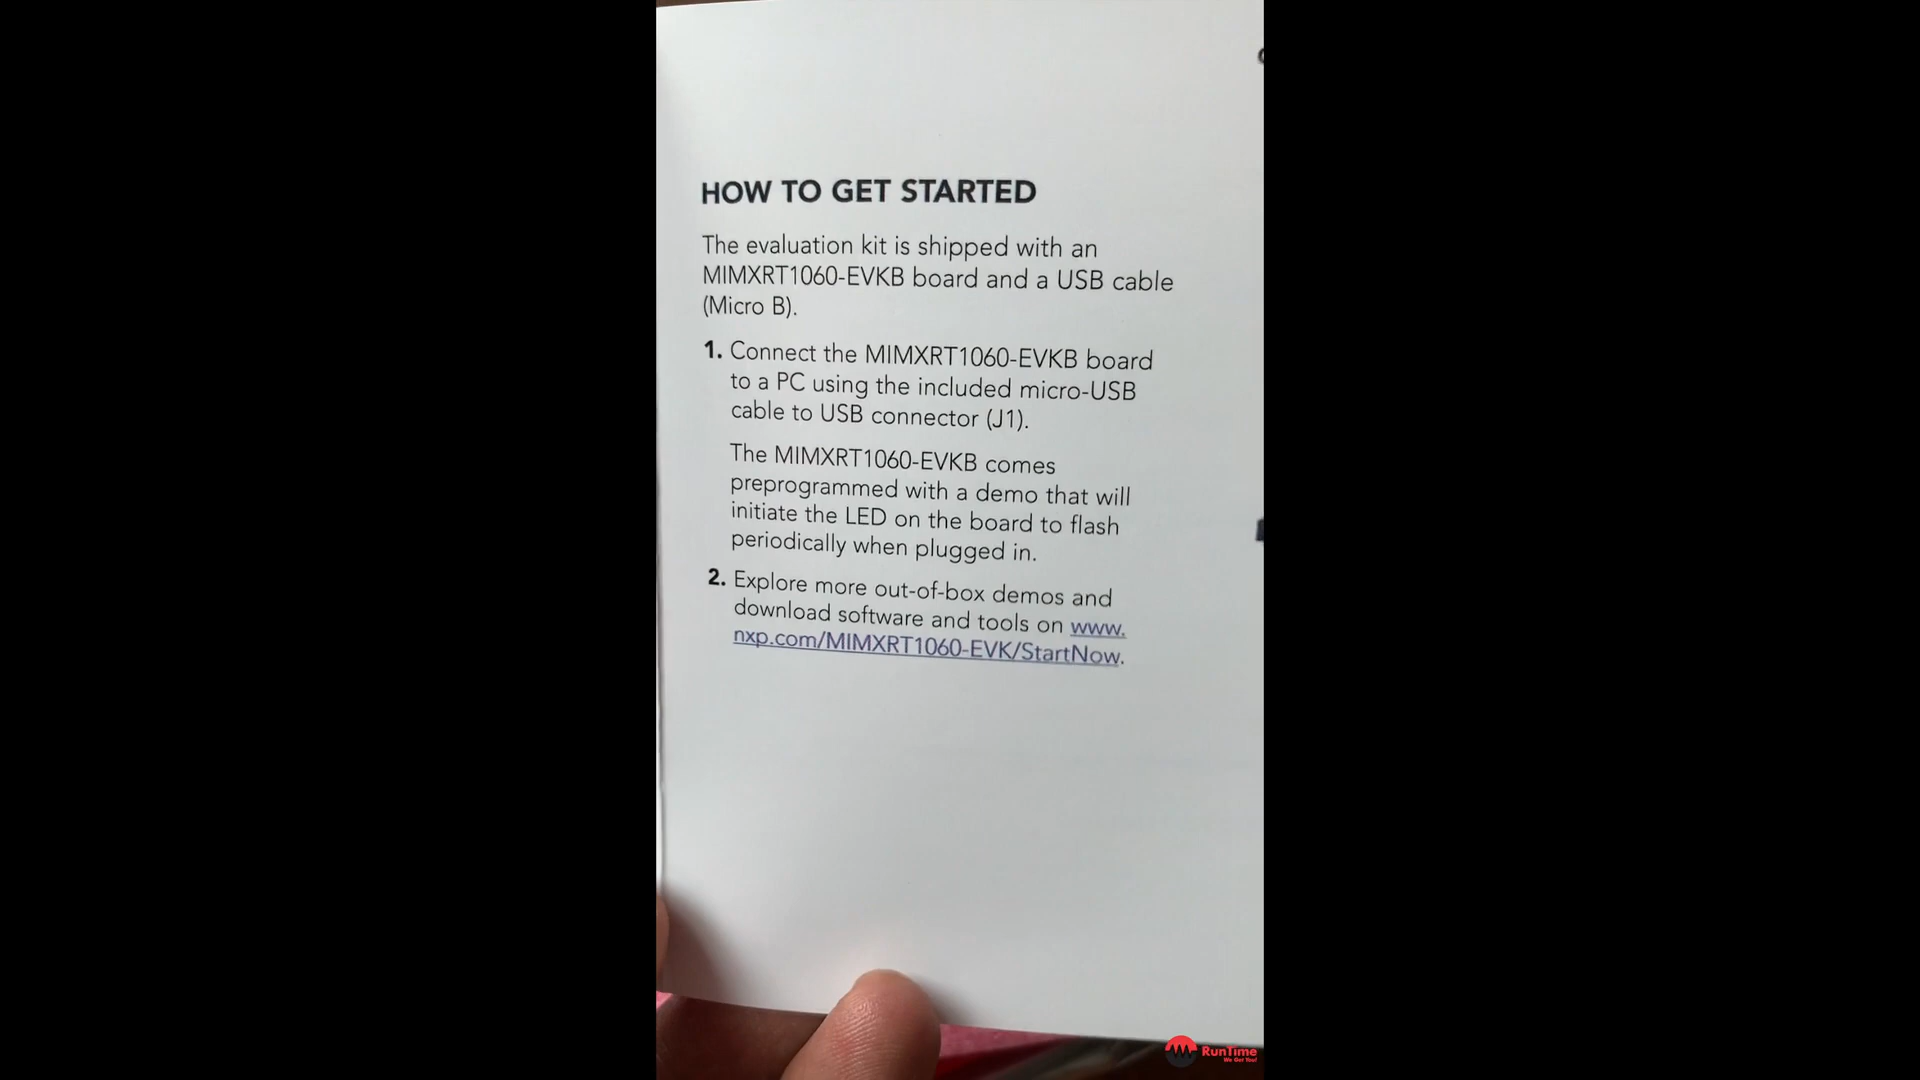 HOW TO GET STARTED
The evaluation kit is shipped with an
MIMXRT1060-EVKB board and a USB cable
(Micro B).
1. Connect the MIMXRT1060-EVKB board
to a PC using the included micro-USB
cable to USB connector (J1).
The MIMXRT1060-EVKB comes
preprogrammed with a demo that will
initiate the LED on the board to flash
periodically when plugged in.
2. Explore more out-of-box demos and
download software and tools on www.
nxp.com/MIMXRT1060-EVK/StartNow.
RunTime
We Get You!